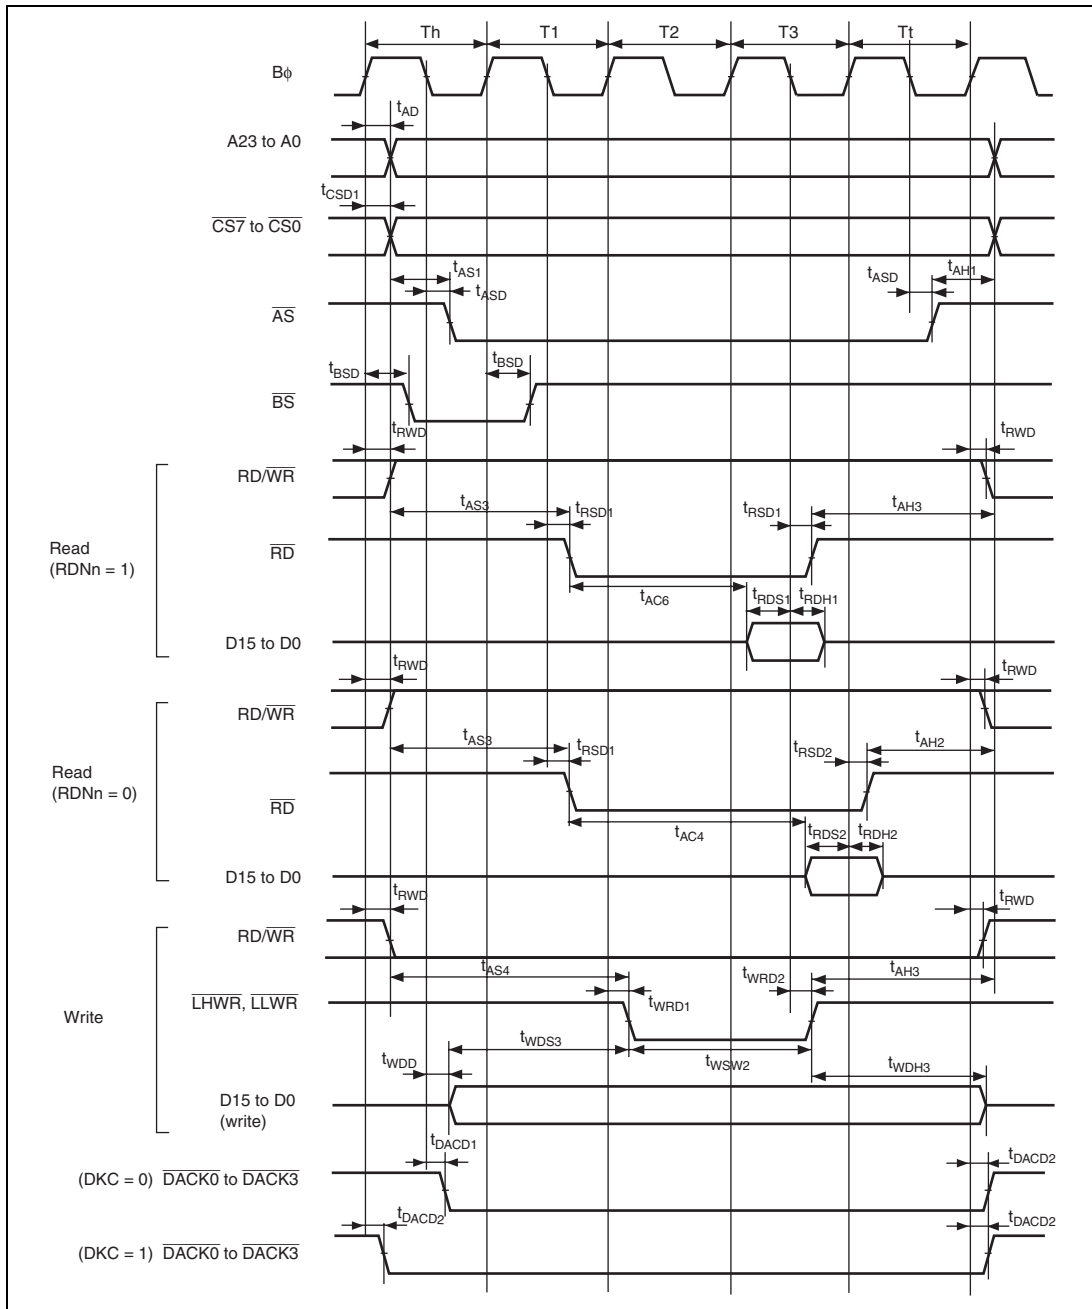 Th T1 T2 T3 Tt
Bφ
tAD
A23 to A0
tCSD1
CS7 to CS0
tAS1
tASD
tASD
tAH1
AS
tBSD
tBSD
BS
tRWD
tRWD
RD/WR
tAS3
tRSD1
tRSD1
tAH3
Read
(RDNn = 1)
RD
tAC6
tRDS1
tRDH1
D15 to D0
tRWD
tRWD
RD/WR
tAS3
tRSD1
tRSD2
tAH2
Read
(RDNn = 0)
RD
tAC4
tRDS2
tRDH2
D15 to D0
tRWD
tRWD
RD/WR
tAS4
tWRD1
tWRD2
tAH3
LHWR, LLWR
Write
tWDS3
tWSW2
tWDD
tWDH3
D15 to D0
(write)
tDACD1
tDACD2
(DKC = 0) DACK0 to DACK3
tDACD2
tDACD2
(DKC = 1) DACK0 to DACK3